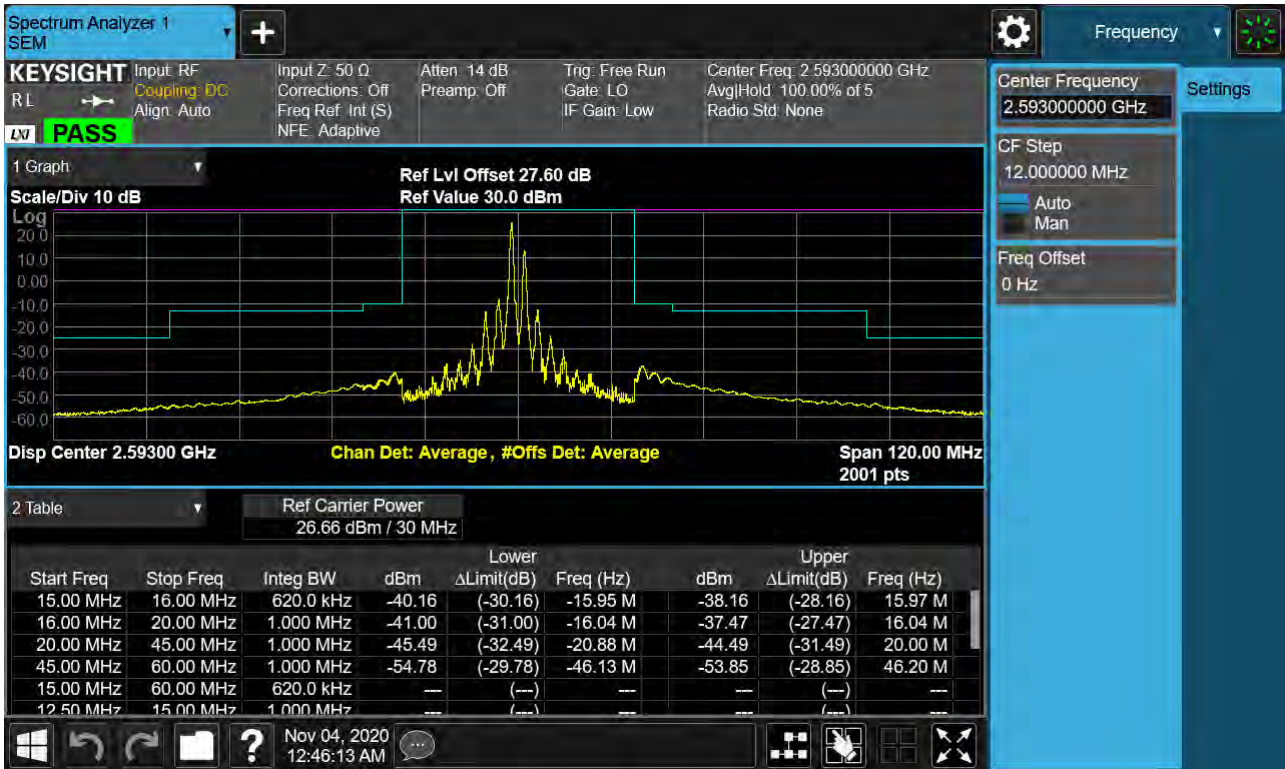 Spectrum Analyzer 1
SEM
+
Frequency
KEYSIGHT
RL
LXI
PASS
Input: RF
Coupling: DC
Align: Auto
Input Z: 50 Ω
Corrections: Off
Freq Ref: Int (S)
NFE: Adaptive
Atten: 14 dB
Preamp: Off
Trig: Free Run
Gate: LO
IF Gain: Low
Center Freq: 2.593000000 GHz
Avg|Hold: 100.00% of 5
Radio Std: None
Center Frequency
2.593000000 GHz
Settings
CF Step
12.000000 MHz
Auto
Man
Freq Offset
0 Hz
1 Graph
Ref Lvl Offset 27.60 dB
Scale/Div 10 dB
Ref Value 30.0 dBm
Log
20.0
10.0
0.00
-10.0
-20.0
-30.0
-40.0
-50.0
-60.0
Disp Center 2.59300 GHz
Chan Det: Average, #Offs Det: Average
Span 120.00 MHz
2001 pts
2 Table
Ref Carrier Power
26.66 dBm / 30 MHz
Lower Upper
Start Freq Stop Freq Integ BW dBm ΔLimit(dB) Freq (Hz) dBm ΔLimit(dB) Freq (Hz)
15.00 MHz 16.00 MHz 620.0 kHz -40.16 (-30.16) -15.95 M -38.16 (-28.16) 15.97 M
16.00 MHz 20.00 MHz 1.000 MHz -41.00 (-31.00) -16.04 M -37.47 (-27.47) 16.04 M
20.00 MHz 45.00 MHz 1.000 MHz -45.49 (-32.49) -20.88 M -44.49 (-31.49) 20.00 M
45.00 MHz 60.00 MHz 1.000 MHz -54.78 (-29.78) -46.13 M -53.85 (-28.85) 46.20 M
15.00 MHz 60.00 MHz 620.0 kHz --- (---) --- --- (---) ---
12.50 MHz 15.00 MHz 1.000 MHz --- (---) --- --- (---) ---
?
Nov 04, 2020
12:46:13 AM